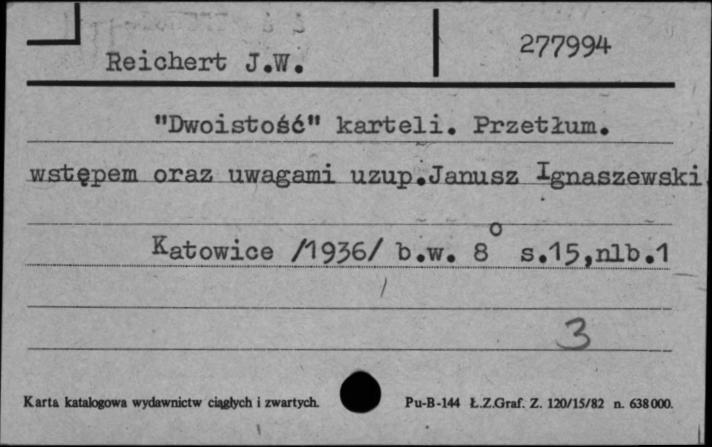 Reichert J.W.
277994
"Dwoistość" karteli. Przetłum.
wstępem oraz uwagami uzup.Janusz Ignaszewski.
Katowice /1936/ b.w. 8° s.15,nlb.1
3
Karta katalogowa wydawnictw ciągłych i zwartych.
Pu-B-144 Ł.Z.Graf. Z. 120/15/82 n. 638000.